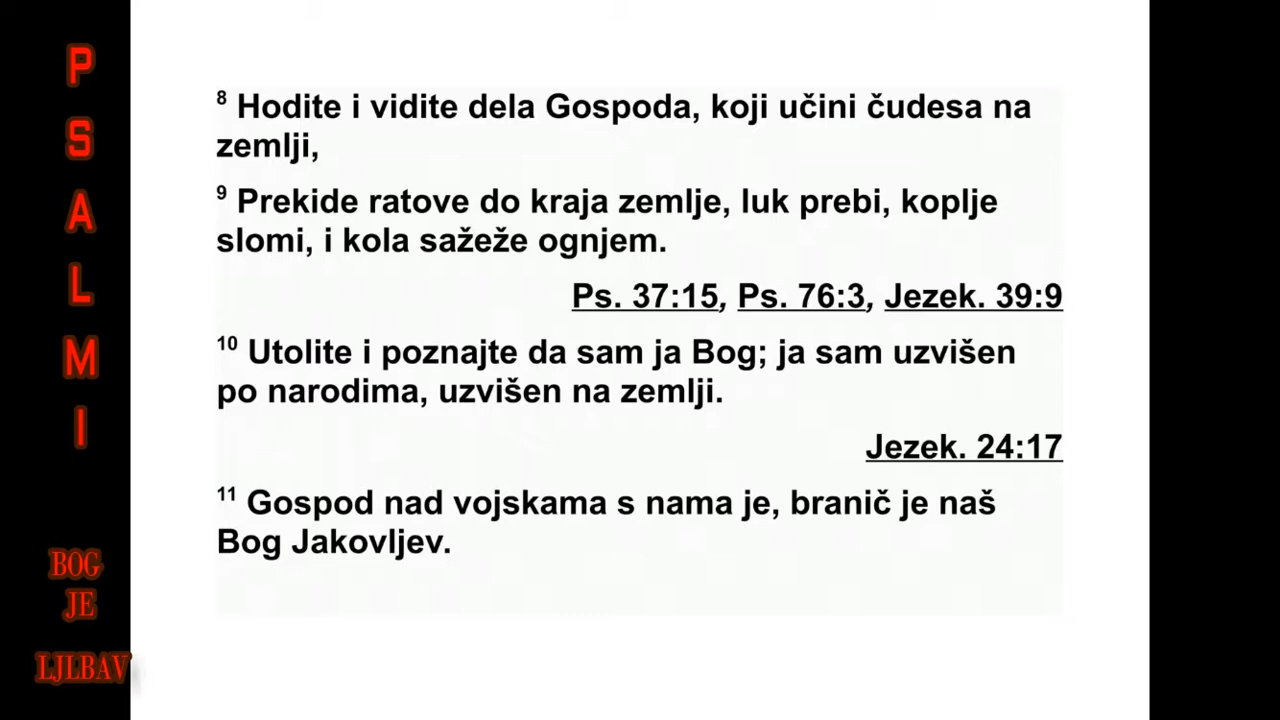 P
S
A
L
M
I
BOG
JE
LJLBAV
8 Hodite i vidite dela Gospoda, koji učini čudesa na
zemlji,
9 Prekide ratove do kraja zemlje, luk prebi, koplje
slomi, i kola sažeže ognjem.
Ps. 37:15, Ps. 76:3, Jezek. 39:9
10 Utolite i poznajte da sam ja Bog; ja sam uzvišen
po narodima, uzvišen na zemlji.
Jezek. 24:17
11 Gospod nad vojskama s nama je, branič je naš
Bog Jakovljev.